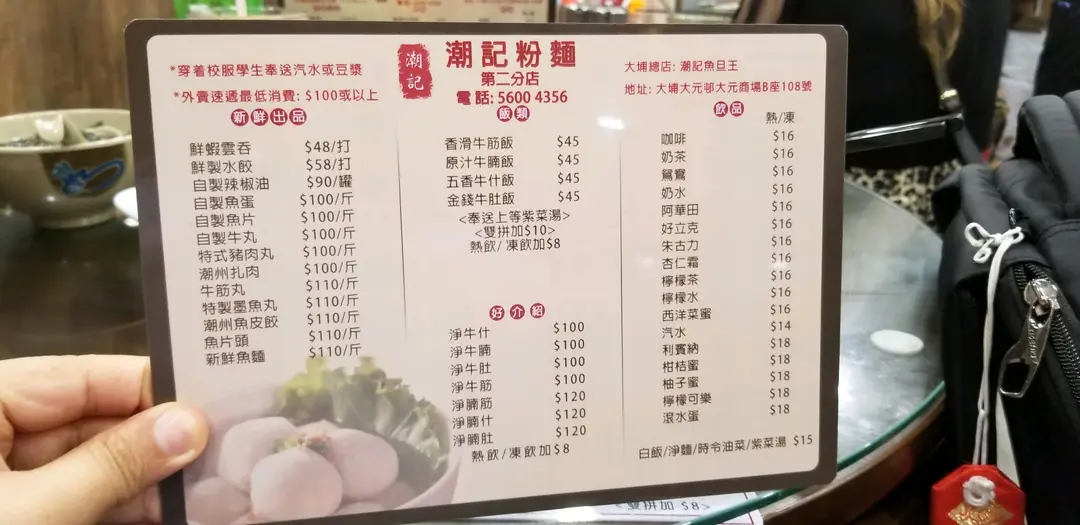 潮記
潮記粉麵
第二分店
電話: 5600 4356
*穿着校服學生奉送汽水或豆漿
*外賣速遞最低消費: $100或以上
大埔總店: 潮記魚旦王
地址: 大埔大元邨大元商場B座108號
新鮮出品
鮮蝦雲吞 $48/打
鮮製水餃 $58/打
自製辣椒油 $90/罐
自製魚蛋 $100/斤
自製魚片 $100/斤
自製牛丸 $100/斤
特式豬肉丸 $100/斤
潮州扎肉 $100/斤
牛筋丸 $110/斤
特製墨魚丸 $110/斤
潮州魚皮餃 $110/斤
魚片頭 $110/斤
新鮮魚麵 $110/斤
飯類
香滑牛筋飯 $45
原汁牛腩飯 $45
五香牛什飯 $45
金錢牛肚飯 $45
<奉送上等紫菜湯>
<雙拼加$10>
熱飲/凍飲加$8
好介紹
淨牛什 $100
淨牛腩 $100
淨牛肚 $100
淨牛筋 $100
淨腩筋 $120
淨腩什 $120
淨腩肚 $120
熱飲/凍飲加$8
飲品
熱/凍
咖啡 $16
奶茶 $16
鴛鴦 $16
奶水 $16
阿華田 $16
好立克 $16
朱古力 $16
杏仁霜 $16
檸檬茶 $16
檸檬水 $16
西洋菜蜜 $16
汽水 $14
利賓納 $18
柑桔蜜 $18
柚子蜜 $18
檸檬可樂 $18
滾水蛋 $18
白飯/淨麵/時令油菜/紫菜湯 $15
<雙拼加 $8>